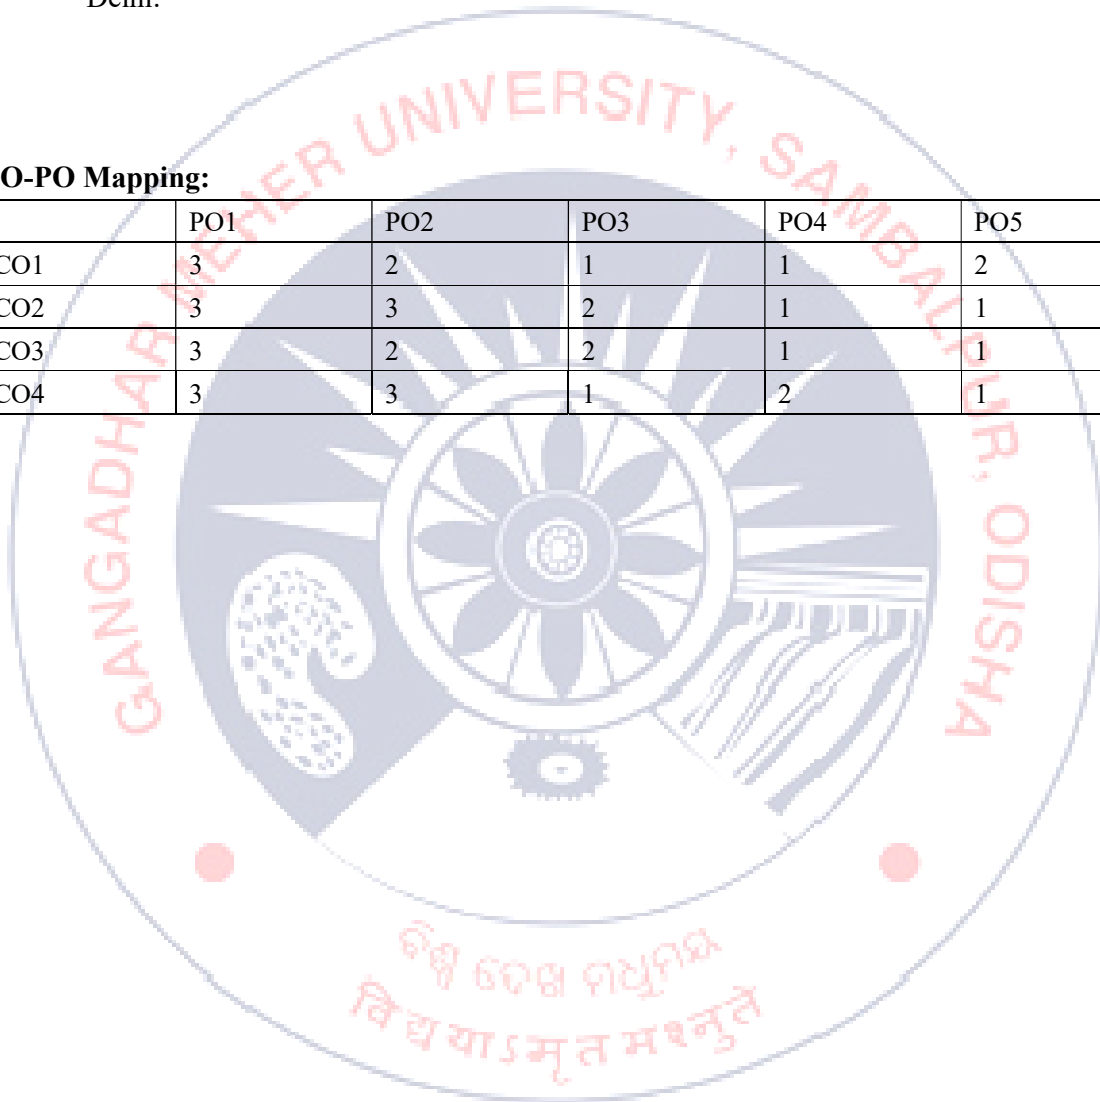 Delhi.
O-PO Mapping:
PO1 PO2 PO3 PO4 PO5
CO1 3 2 1 1 2
CO2 3 3 2 1 1
CO3 3 2 2 1 1
CO4 3 3 1 2 1
GANGADHAR MEHER UNIVERSITY, SAMBALPUR, ODISHA
ବିଶ୍ୱ ଦେଖ ମଧୁମୟ
विद्ययाऽमृतमश्नुते